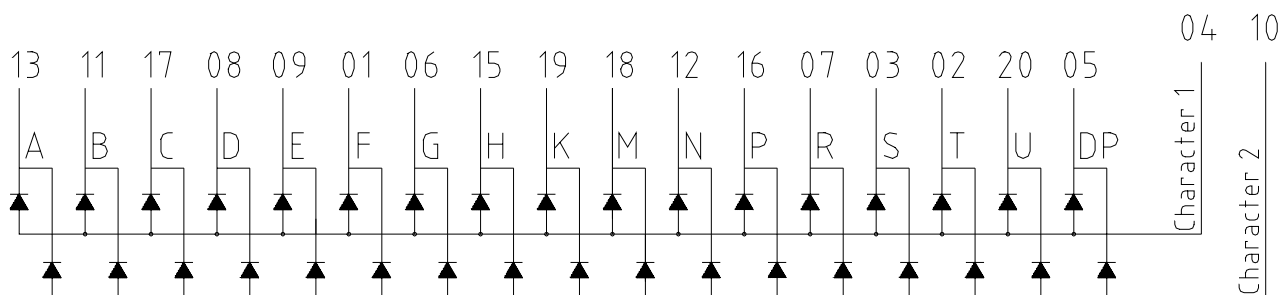 04 10
13 11 17 08 09 01 06 15 19 18 12 16 07 03 02 20 05
A B C D E F G H K M N P R S T U DP
Character 1
Character 2